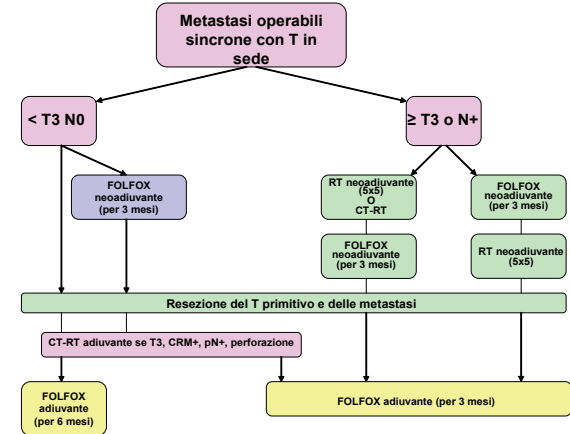 Metastasi operabili
sincrone con T in
sede
< T3 N0
≥ T3 o N+
FOLFOX
neoadiuvante
(per 3 mesi)
RT neoadiuvante
(5x5)
O
CT-RT
FOLFOX
neoadiuvante
(per 3 mesi)
FOLFOX
neoadiuvante
(per 3 mesi)
RT neoadiuvante
(5x5)
Resezione del T primitivo e delle metastasi
CT-RT adiuvante se T3, CRM+, pN+, perforazione
FOLFOX
adiuvante
(per 6 mesi)
FOLFOX adiuvante (per 3 mesi)